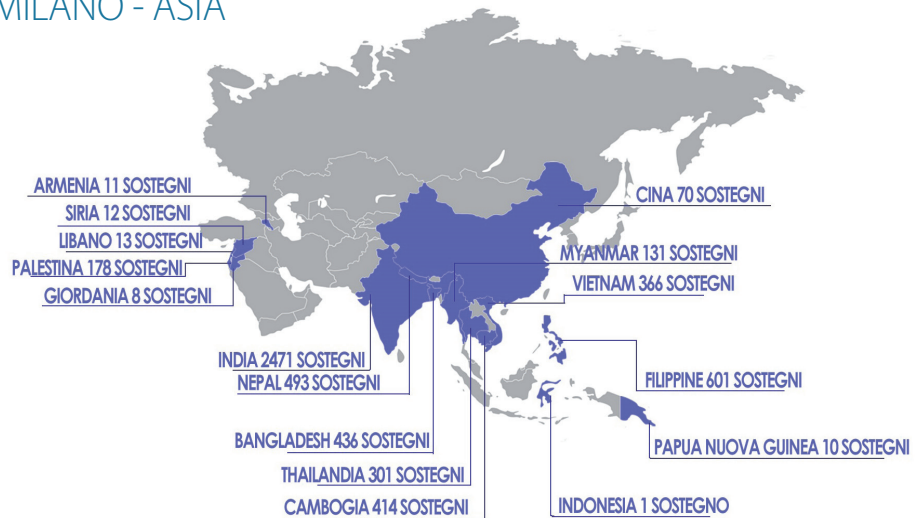 MILANO - ASIA
ARMENIA 11 SOSTEGNI
SIRIA 12 SOSTEGNI
LIBANO 13 SOSTEGNI
PALESTINA 178 SOSTEGNI
GIORDANIA 8 SOSTEGNI
CINA 70 SOSTEGNI
MYANMAR 131 SOSTEGNI
VIETNAM 366 SOSTEGNI
INDIA 2471 SOSTEGNI
NEPAL 493 SOSTEGNI
FILIPPINE 601 SOSTEGNI
BANGLADESH 436 SOSTEGNI
PAPUA NUOVA GUINEA 10 SOSTEGNI
THAILANDIA 301 SOSTEGNI
CAMBOGIA 414 SOSTEGNI
INDONESIA 1 SOSTEGNO